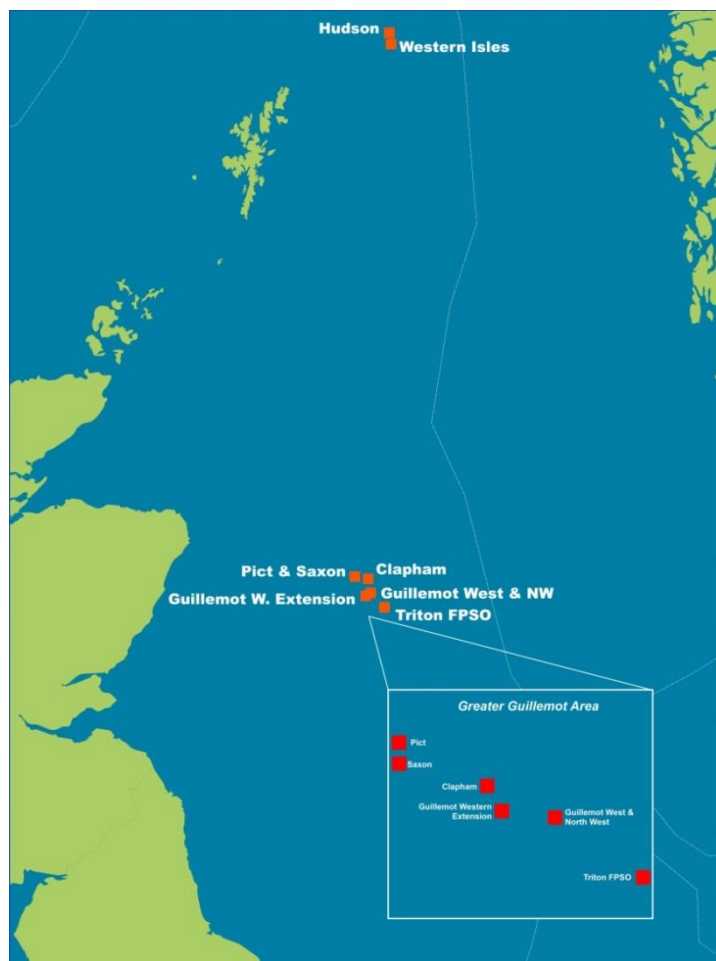 Hudson
Western Isles
Pict & Saxon
Clapham
Guillemot W. Extension
Guillemot West & NW
Triton FPSO
Greater Guillemot Area
Pict
Saxon
Clapham
Guillemot Western
Extension
Guillemot West &
North West
Triton FPSO